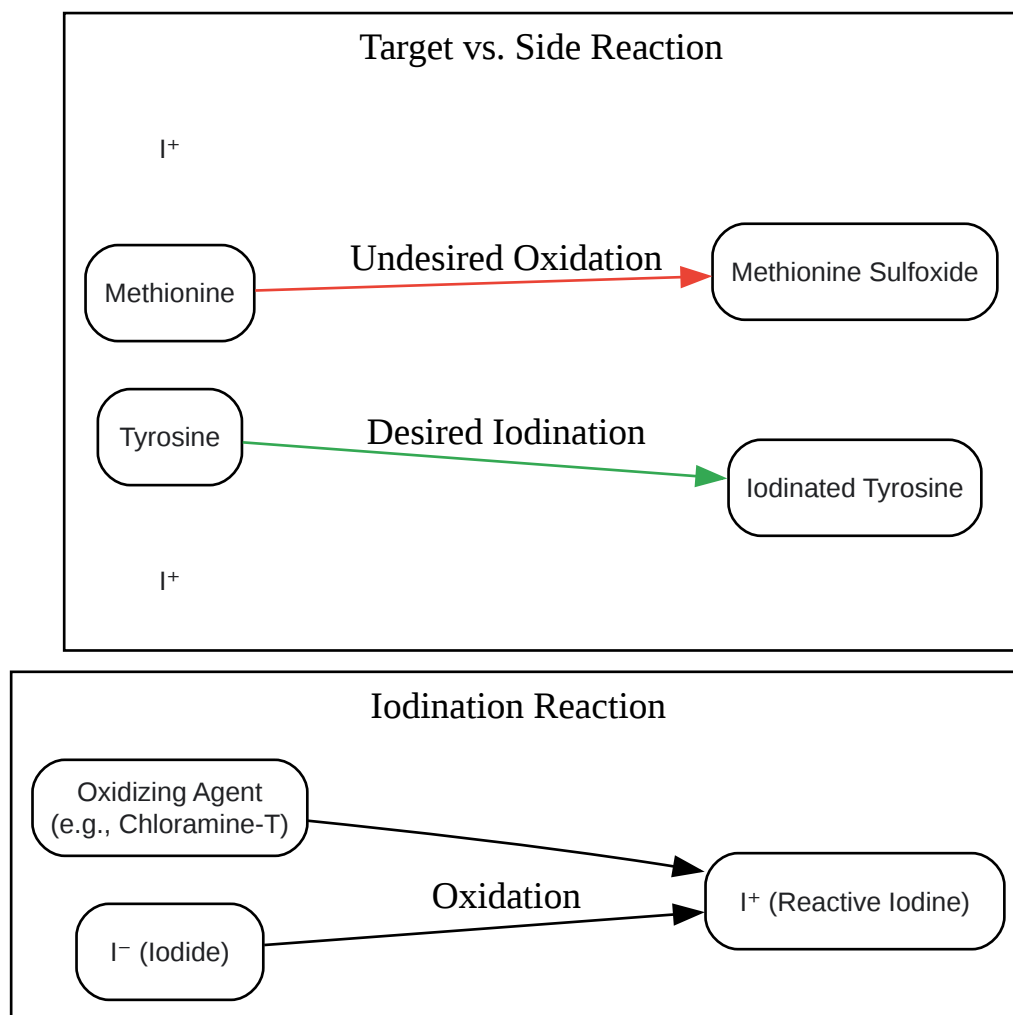 Target vs. Side Reaction
I⁺
Undesired Oxidation
Methionine
Methionine Sulfoxide
Tyrosine
Desired Iodination
Iodinated Tyrosine
I⁺
Iodination Reaction
Oxidizing Agent
(e.g., Chloramine-T)
Oxidation
I⁺ (Reactive Iodine)
I⁻ (Iodide)